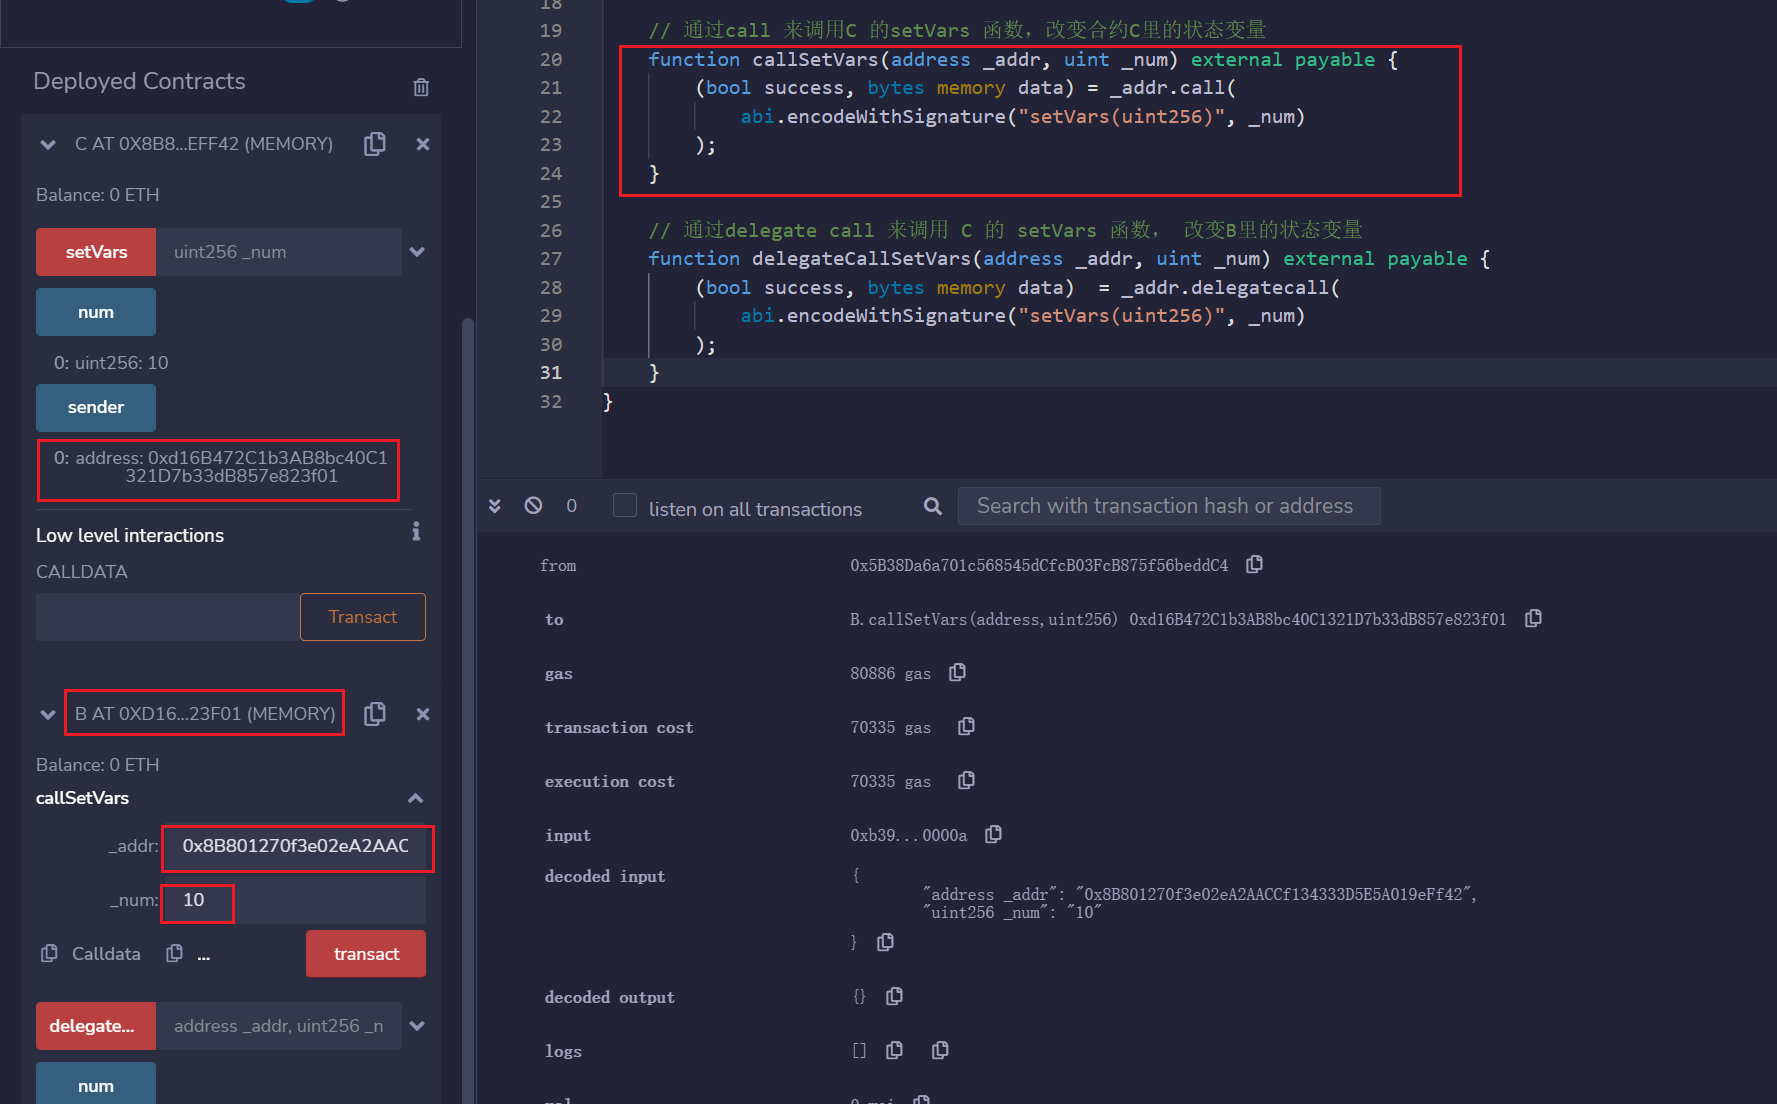 Deployed Contracts
C AT 0X8B8...EFF42 (MEMORY)
Balance: 0 ETH
setVars uint256 _num
num
0: uint256: 10
sender
0: address: 0xd16B472C1b3AB8bc40C1
321D7b33dB857e823f01
Low level interactions
CALLDATA
Transact
B AT 0XD16...23F01 (MEMORY)
Balance: 0 ETH
callSetVars
_addr: 0x8B801270f3e02eA2AAC
_num: 10
Calldata ... transact
delegate... address _addr, uint256 _n
num
18
19 // 通过call 来调用C 的setVars 函数，改变合约C里的状态变量
20 function callSetVars(address _addr, uint _num) external payable {
21 (bool success, bytes memory data) = _addr.call(
22 abi.encodeWithSignature("setVars(uint256)", _num)
23 );
24 }
25
26 // 通过delegate call 来调用 C 的 setVars 函数， 改变B里的状态变量
27 function delegateCallSetVars(address _addr, uint _num) external payable {
28 (bool success, bytes memory data)  = _addr.delegatecall(
29 abi.encodeWithSignature("setVars(uint256)", _num)
30 );
31 }
32 }
0 listen on all transactions Search with transaction hash or address
from 0x5B38Da6a701c568545dCfcB03FcB875f56beddC4
to B.callSetVars(address,uint256) 0xd16B472C1b3AB8bc40C1321D7b33dB857e823f01
gas 80886 gas
transaction cost 70335 gas
execution cost 70335 gas
input 0xb39...0000a
decoded input {
"address _addr": "0x8B801270f3e02eA2AACCf134333D5E5A019eFf42",
"uint256 _num": "10"
}
decoded output {}
logs []